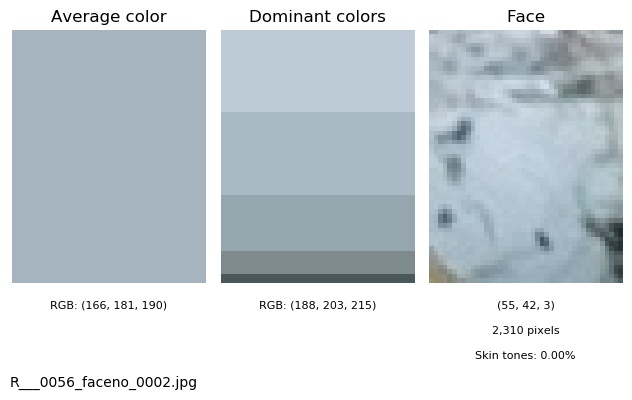 Average color
Dominant colors
Face
RGB: (166, 181, 190)
RGB: (188, 203, 215)
(55, 42, 3)
2,310 pixels
Skin tones: 0.00%
R___0056_faceno_0002.jpg